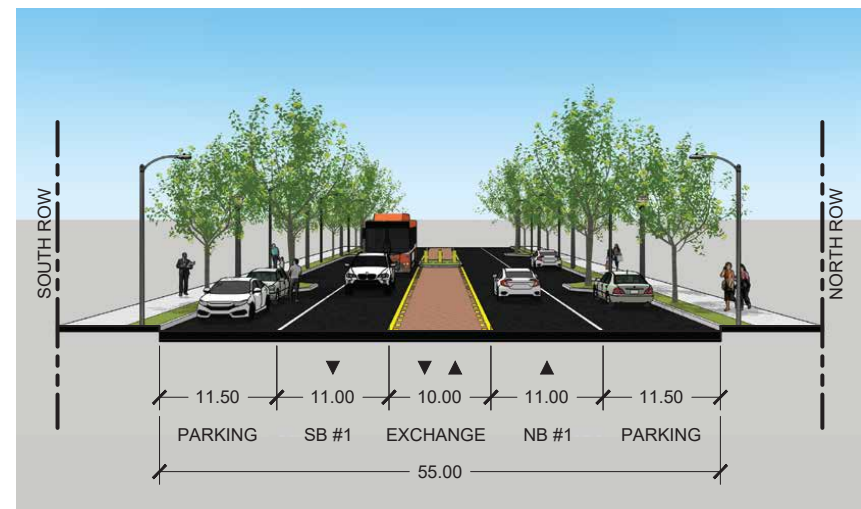 SOUTH ROW
NORTH ROW
11.50 11.00 10.00 11.00 11.50
PARKING SB #1 EXCHANGE NB #1 PARKING
55.00